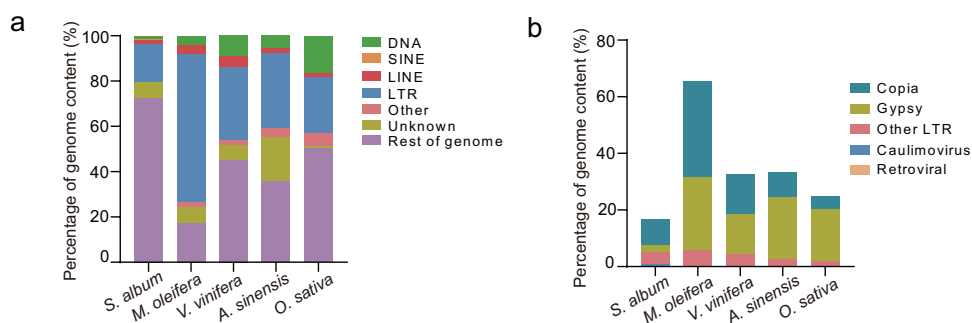 a
Percentage of genome content (%)
100
80
60
40
20
0
S. album
M. oleifera
V. vinifera
A. sinensis
O. sativa
DNA
SINE
LINE
LTR
Other
Unknown
Rest of genome
b
Percentage of genome content (%)
80
60
40
20
0
S. album
M. oleifera
V. vinifera
A. sinensis
O. sativa
Copia
Gypsy
Other LTR
Caulimovirus
Retroviral